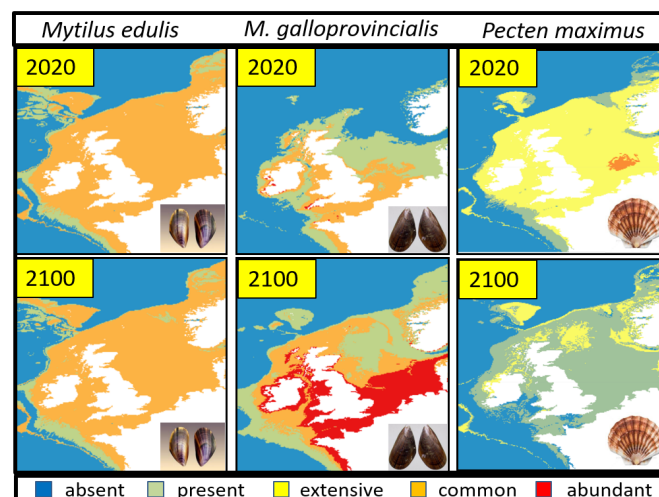 Mytilus edulis M. galloprovincialis Pecten maximus
2020 2020 2020
2100 2100 2100
absent present extensive common abundant